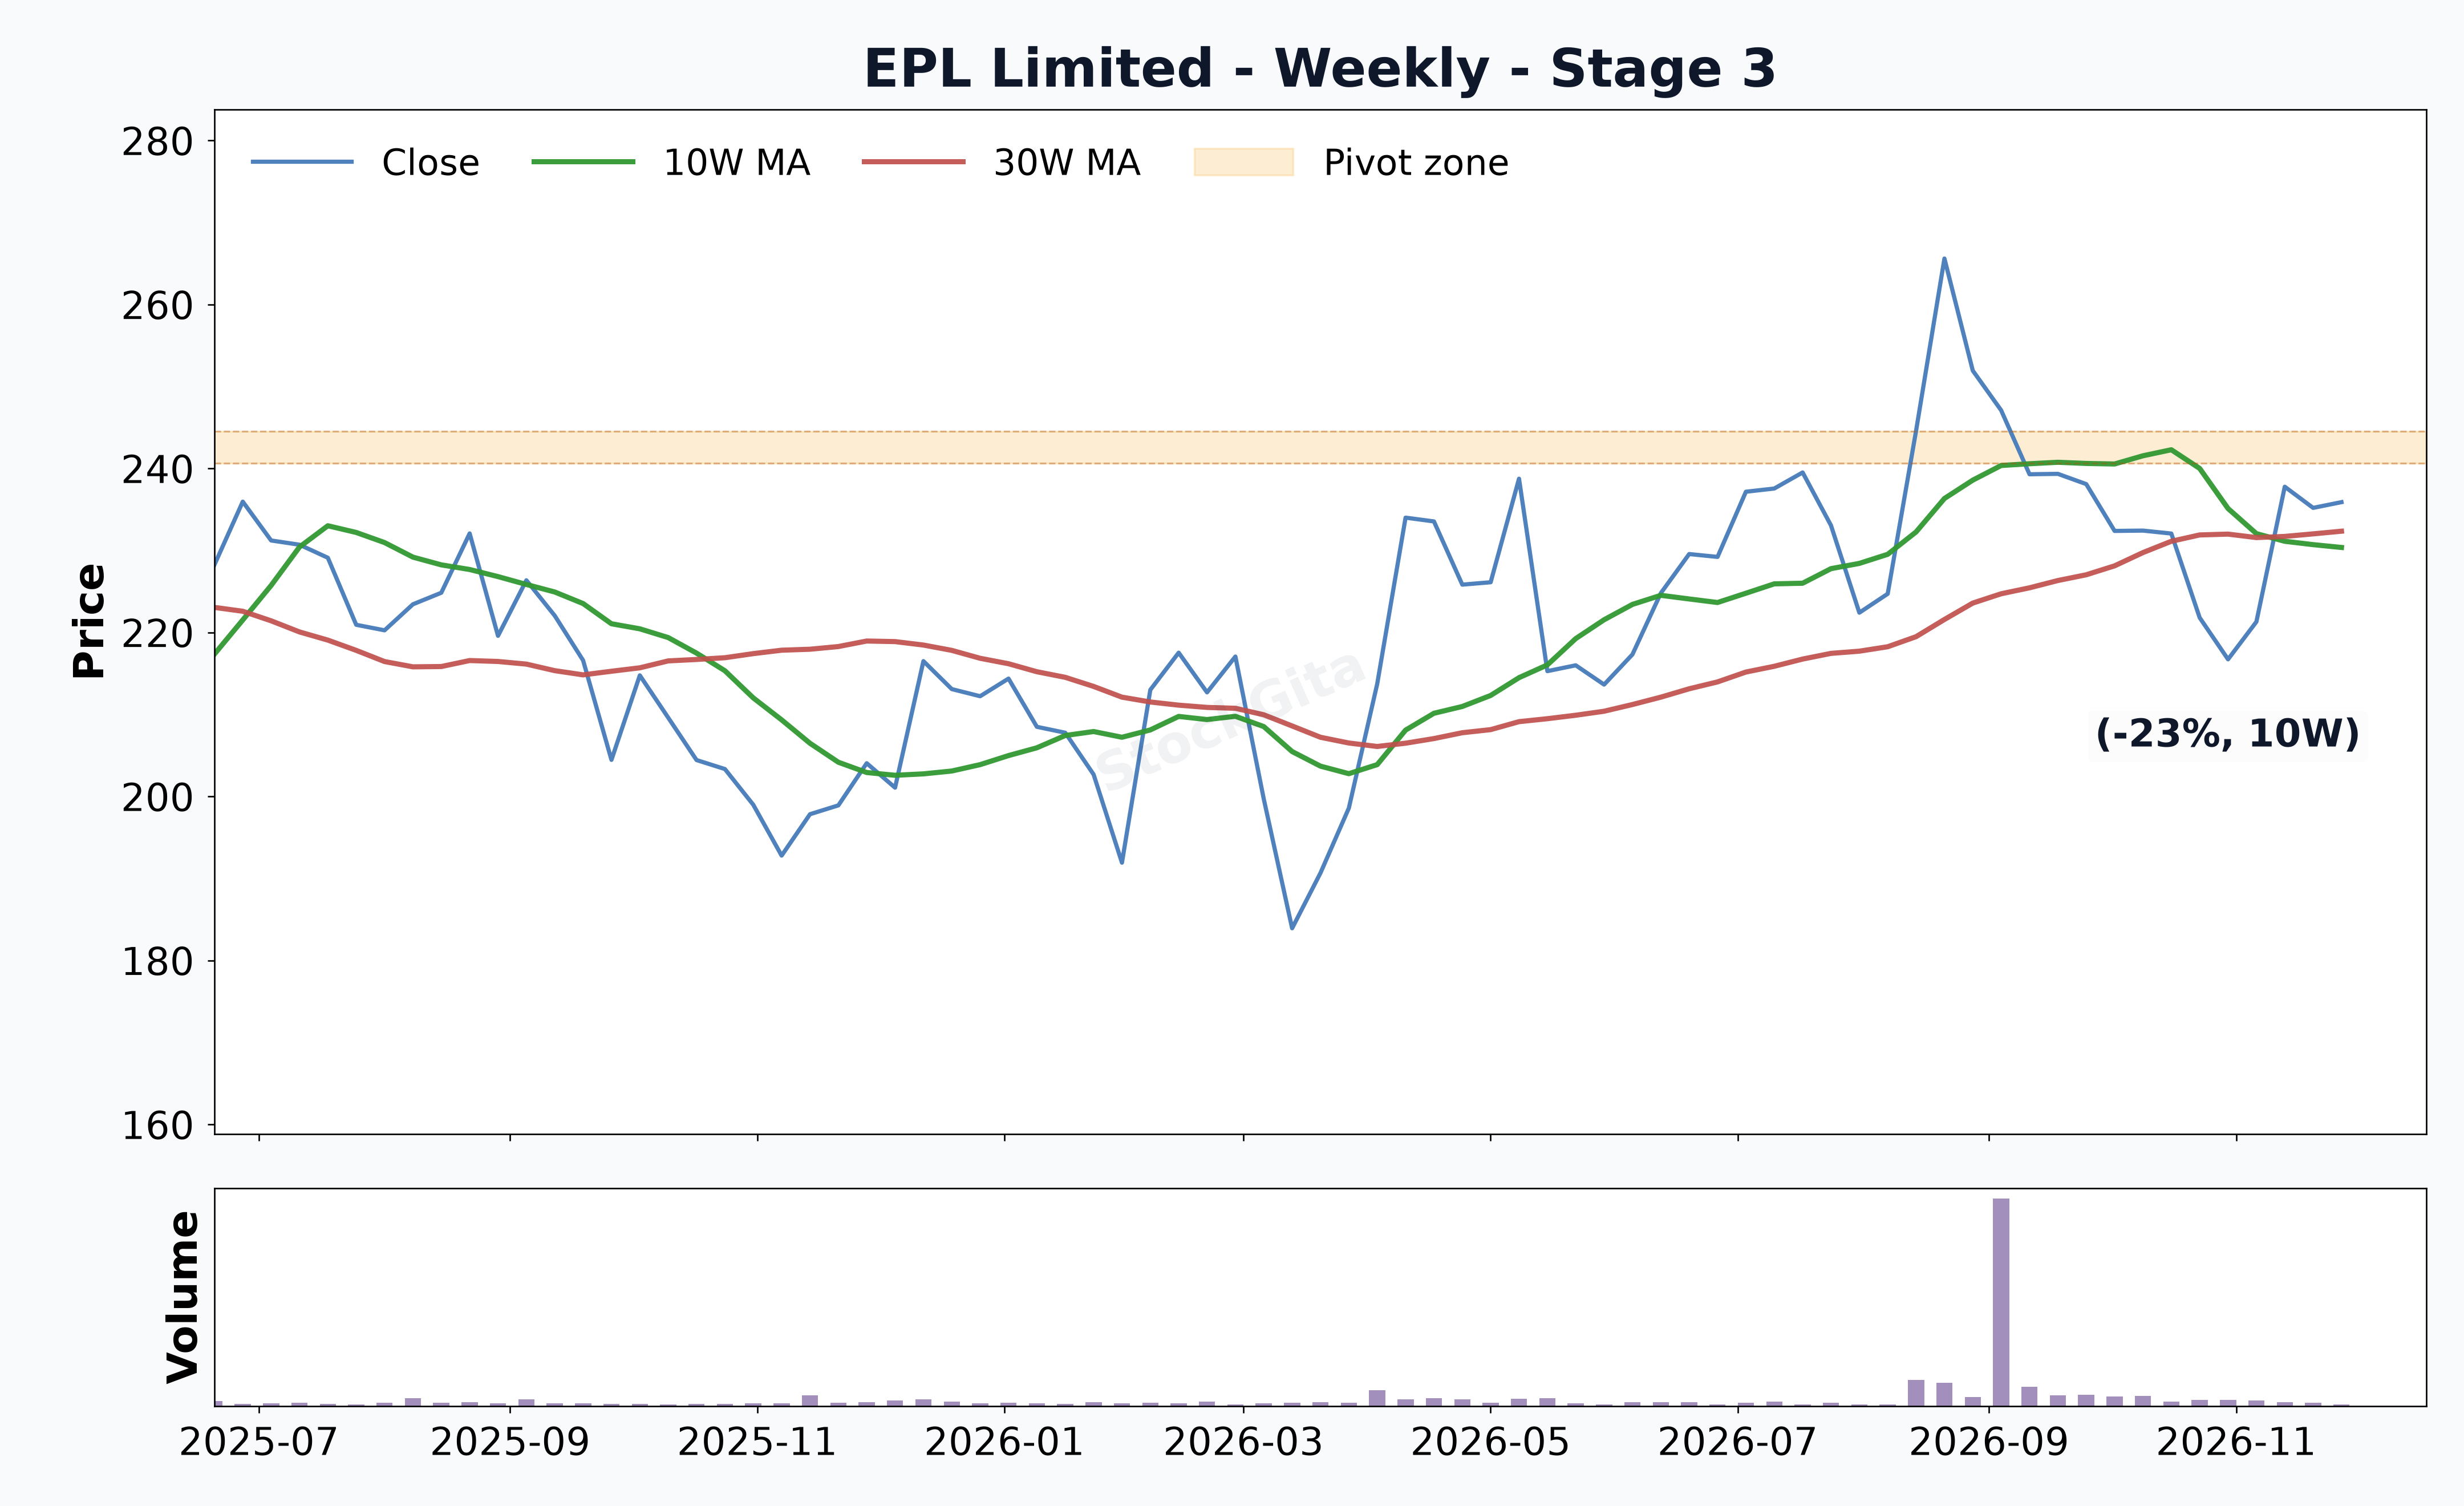 EPL Limited - Weekly - Stage 3
Close
10W MA
30W MA
Pivot zone
280
260
240
220
200
180
160
Price
StockGita
(-23%, 10W)
Volume
2025-07
2025-09
2025-11
2026-01
2026-03
2026-05
2026-07
2026-09
2026-11